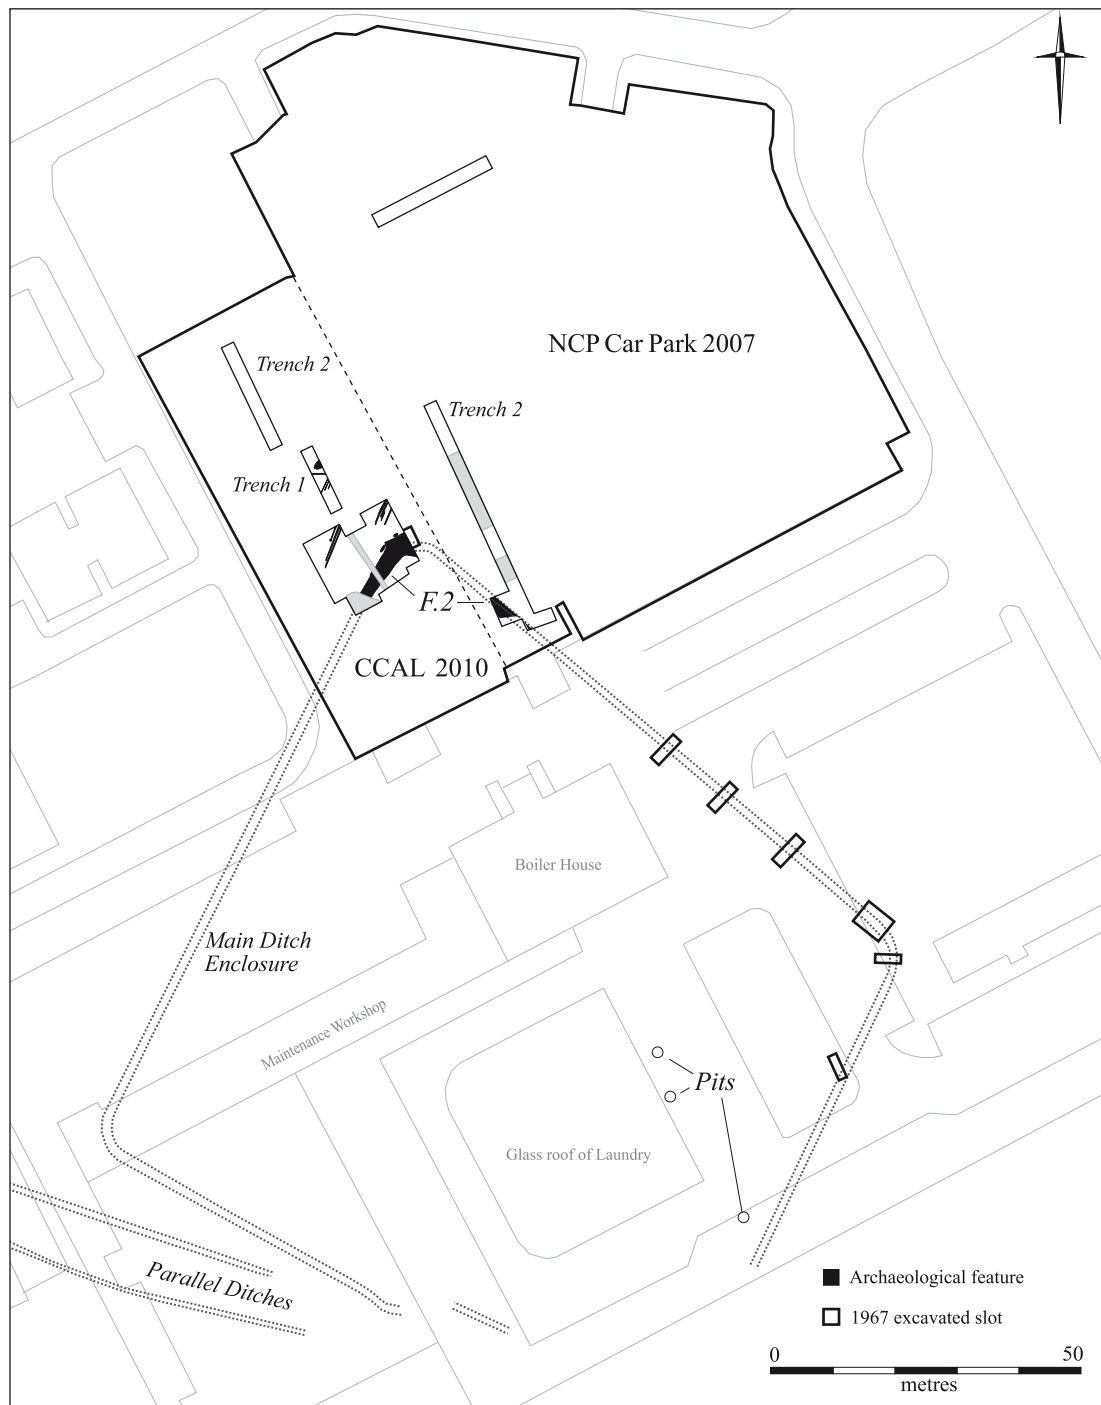 NCP Car Park 2007
Trench 2
Trench 2
Trench 1
F.2
CCAL 2010
Boiler House
Main Ditch
Enclosure
Maintenance Workshop
Pits
Glass roof of Laundry
Parallel Ditches
Archaeological feature
1967 excavated slot
0 50
metres